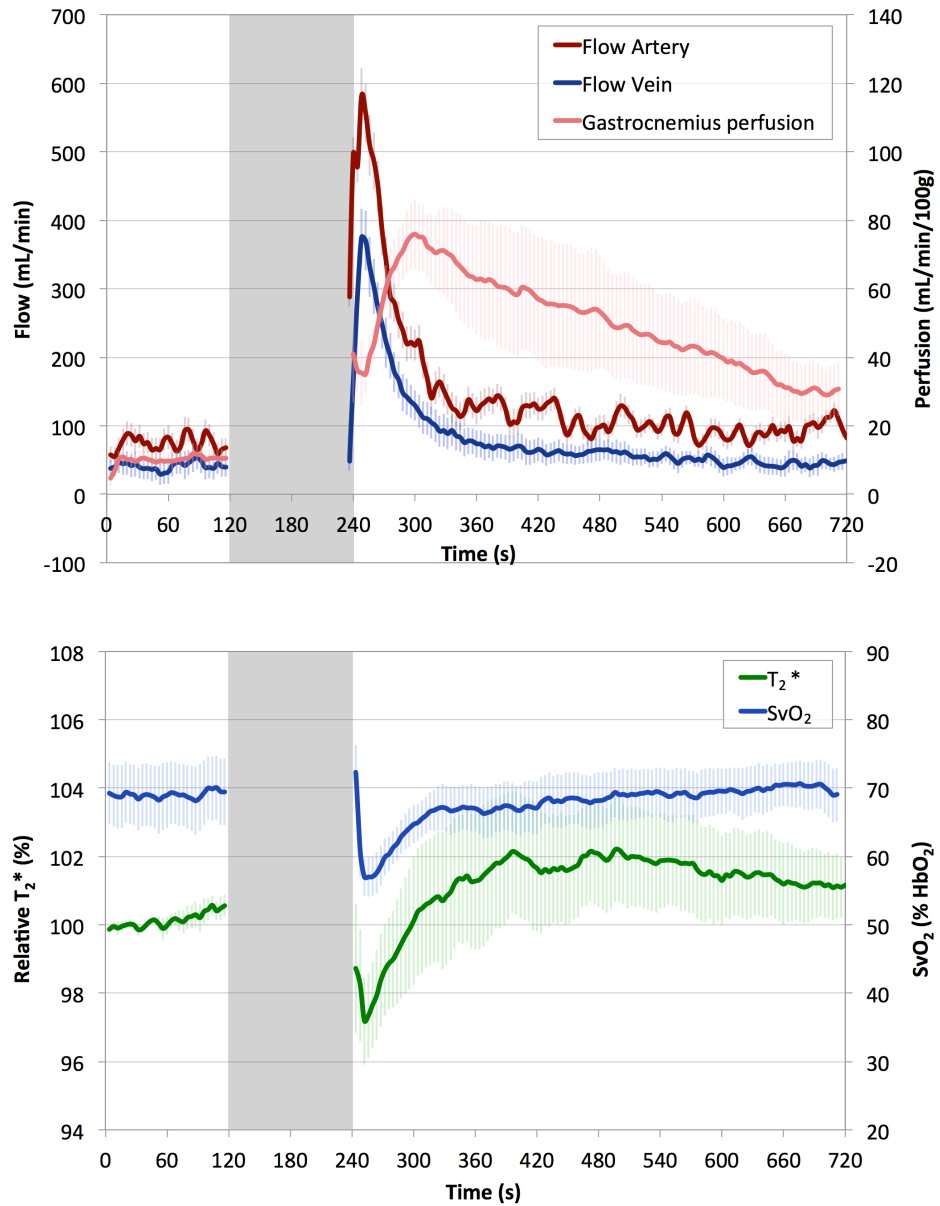 700
600
500
400
300
200
100
0
-100
Flow (mL/min)
140
120
100
80
60
40
20
0
-20
Perfusion (mL/min/100g)
Flow Artery
Flow Vein
Gastrocnemius perfusion
0 60 120 180 240 300 360 420 480 540 600 660 720
Time (s)
108
106
104
102
100
98
96
94
Relative T₂* (%)
90
80
70
60
50
40
30
20
SvO₂ (% HbO₂)
T₂*
SvO₂
0 60 120 180 240 300 360 420 480 540 600 660 720
Time (s)